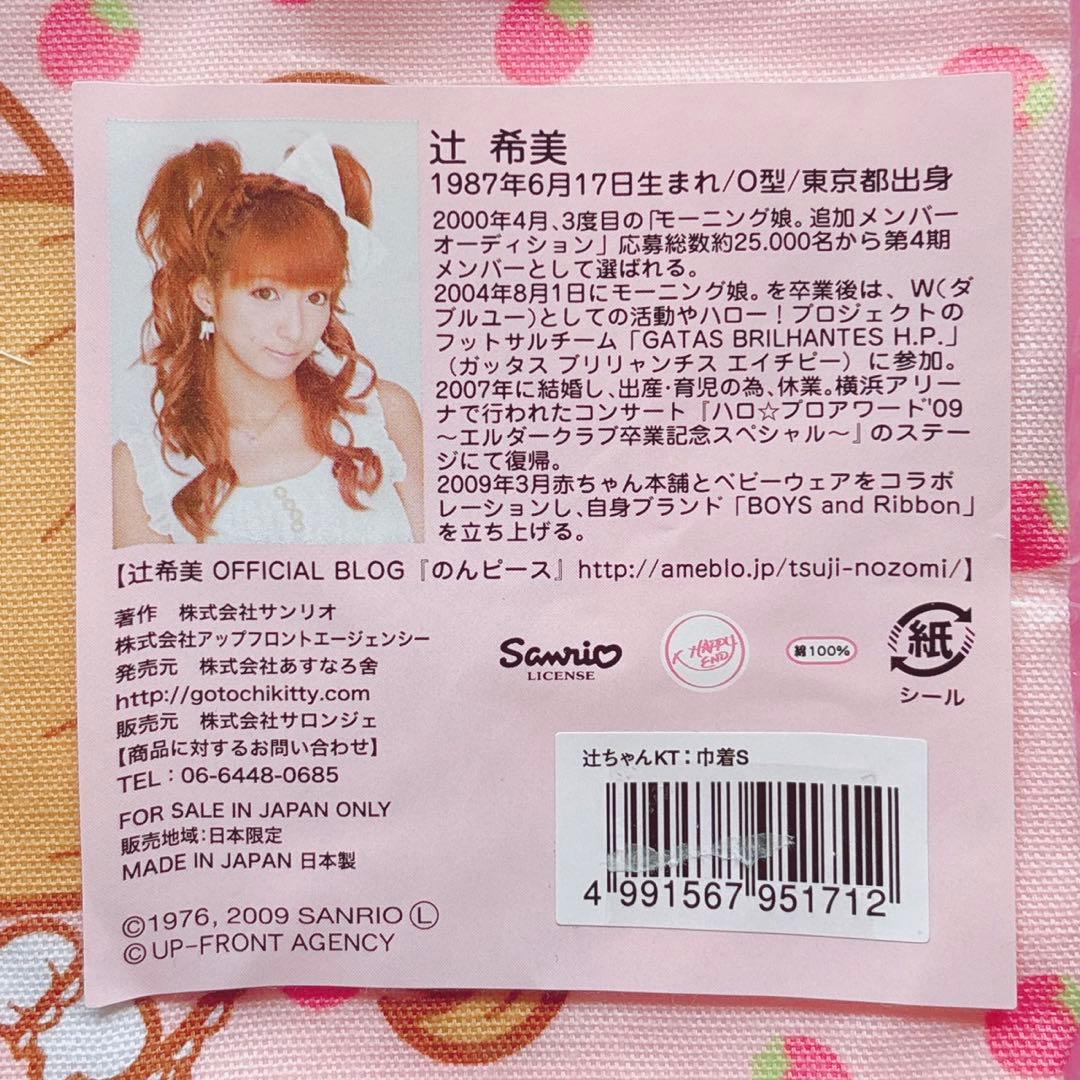 辻 希美
1987年6月17日生まれ/O型/東京都出身
2000年4月、3度目の「モーニング娘。追加メンバー
オーディション」応募総数約25.000名から第4期
メンバーとして選ばれる。
2004年8月1日にモーニング娘。を卒業後は、W(ダ
ブルユー)としての活動やハロー！プロジェクトの
フットサルチーム「GATAS BRILHANTES H.P.」
（ガッタス ブリリャンチス エイチピー）に参加。
2007年に結婚し、出産・育児の為、休業。横浜アリー
ナで行われたコンサート『ハロ☆プロアワード'09
～エルダークラブ卒業記念スペシャル～』のステー
ジにて復帰。
2009年3月赤ちゃん本舗とベビーウェアをコラボ
レーションし、自身ブランド「BOYS and Ribbon」
を立ち上げる。
【辻希美 OFFICIAL BLOG『のんピース』http://ameblo.jp/tsuji-nozomi/】
著作 株式会社サンリオ
株式会社アップフロントエージェンシー
発売元 株式会社あすなろ舎
http://gotochikitty.com
販売元 株式会社サロンジェ
【商品に対するお問い合わせ】
TEL：06-6448-0685
FOR SALE IN JAPAN ONLY
販売地域：日本限定
MADE IN JAPAN 日本製
©1976, 2009 SANRIO Ⓛ
©UP-FRONT AGENCY
Sanrio
LICENSE
HAPPY
END
綿100%
紙
シール
辻ちゃんKT：巾着S
4 991567 951712